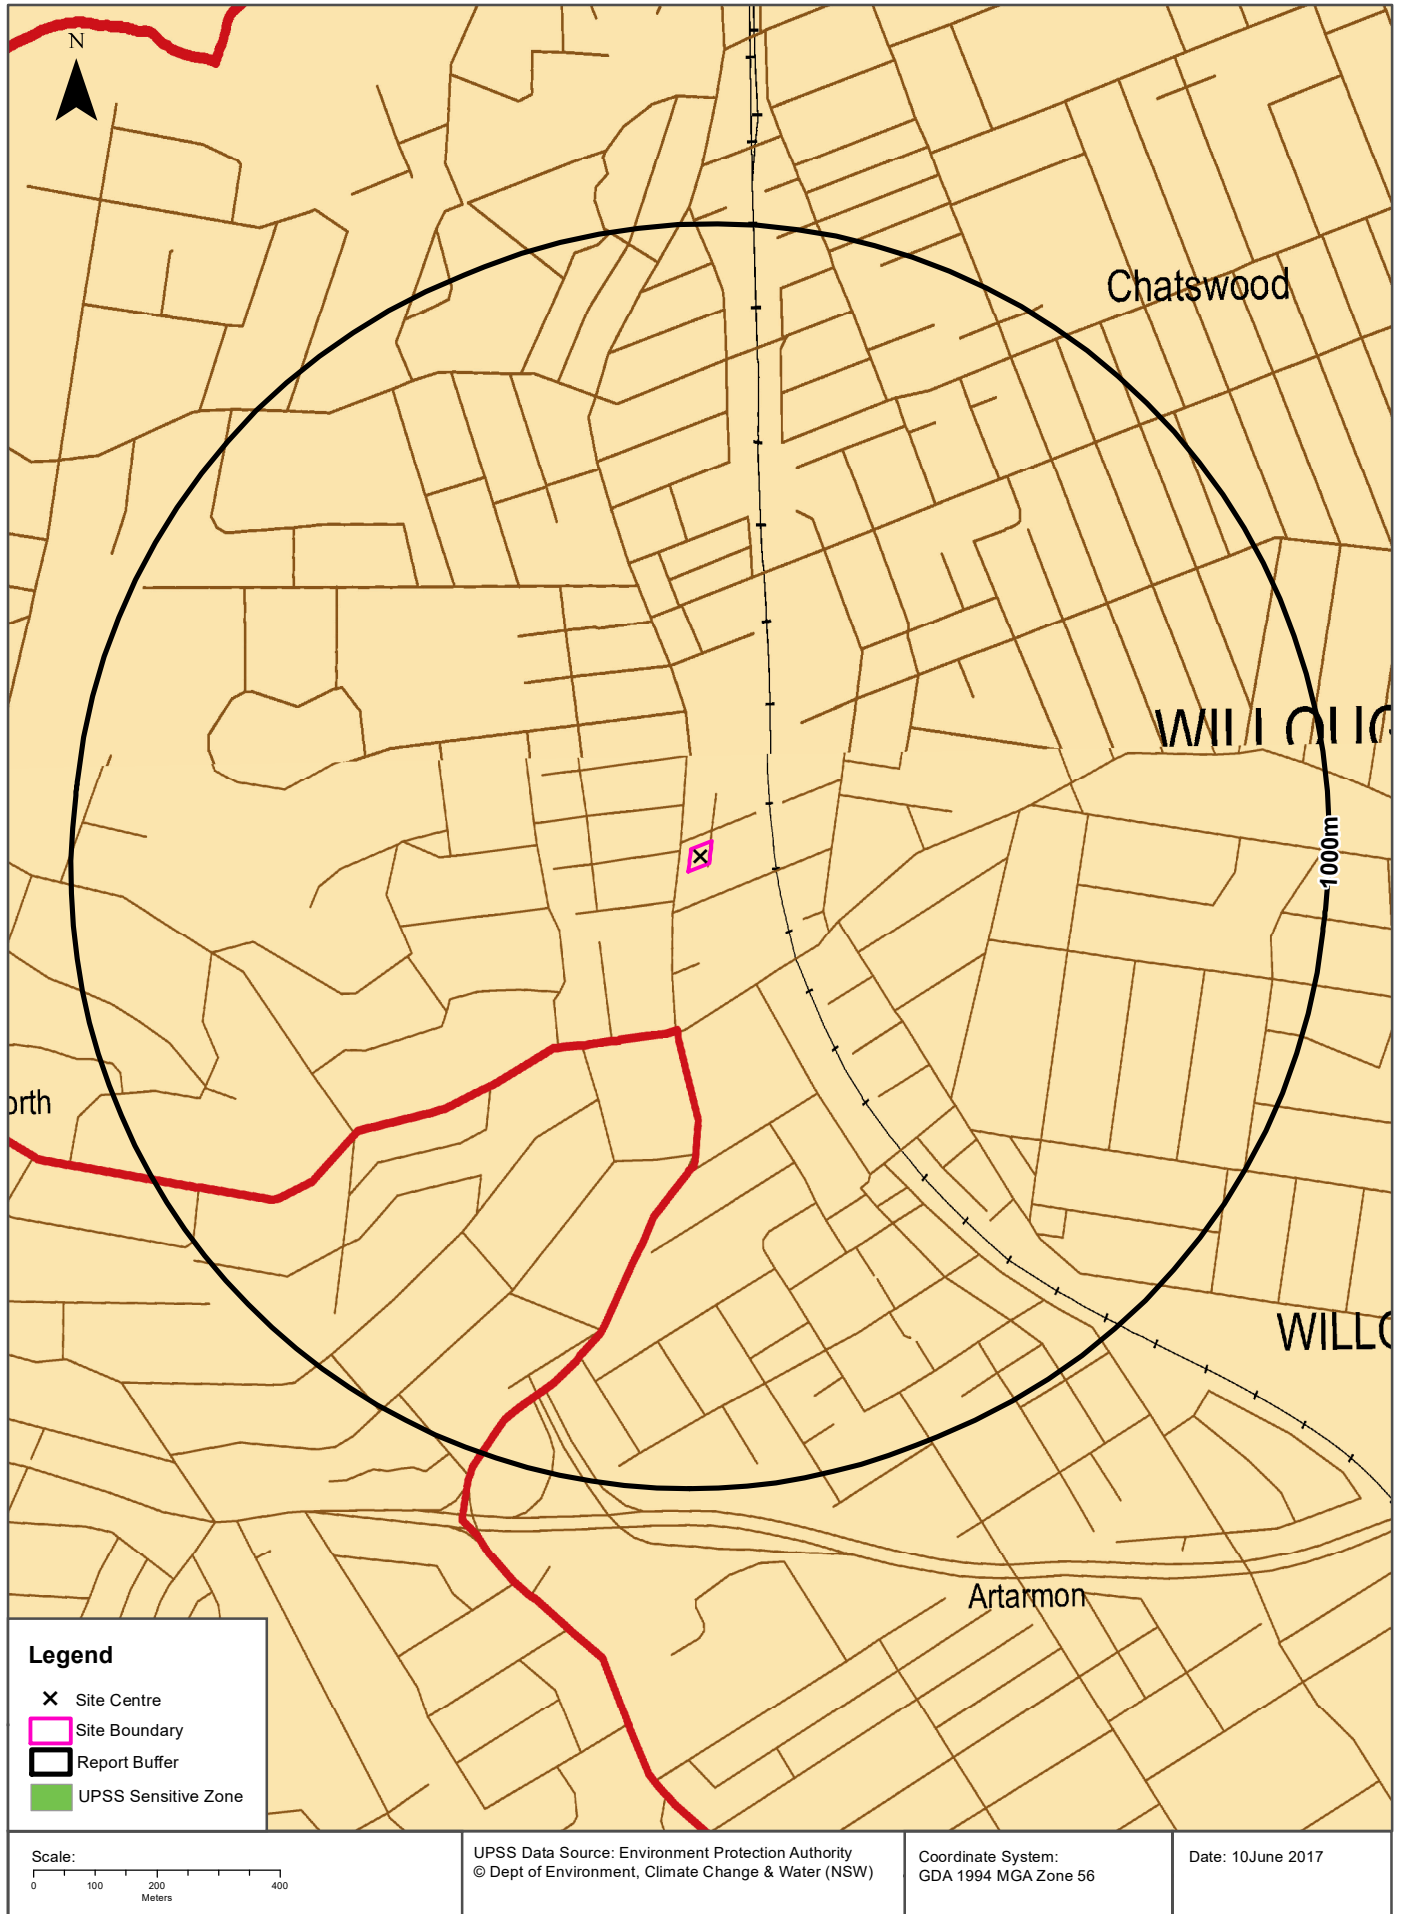 N
Chatswood
1000m
orth
WILLO
Artarmon
Legend
Site Centre
Site Boundary
Report Buffer
UPSS Sensitive Zone
Scale:
0 100 200 400
Meters
UPSS Data Source: Environment Protection Authority
© Dept of Environment, Climate Change & Water (NSW)
Coordinate System:
GDA 1994 MGA Zone 56
Date: 10June 2017